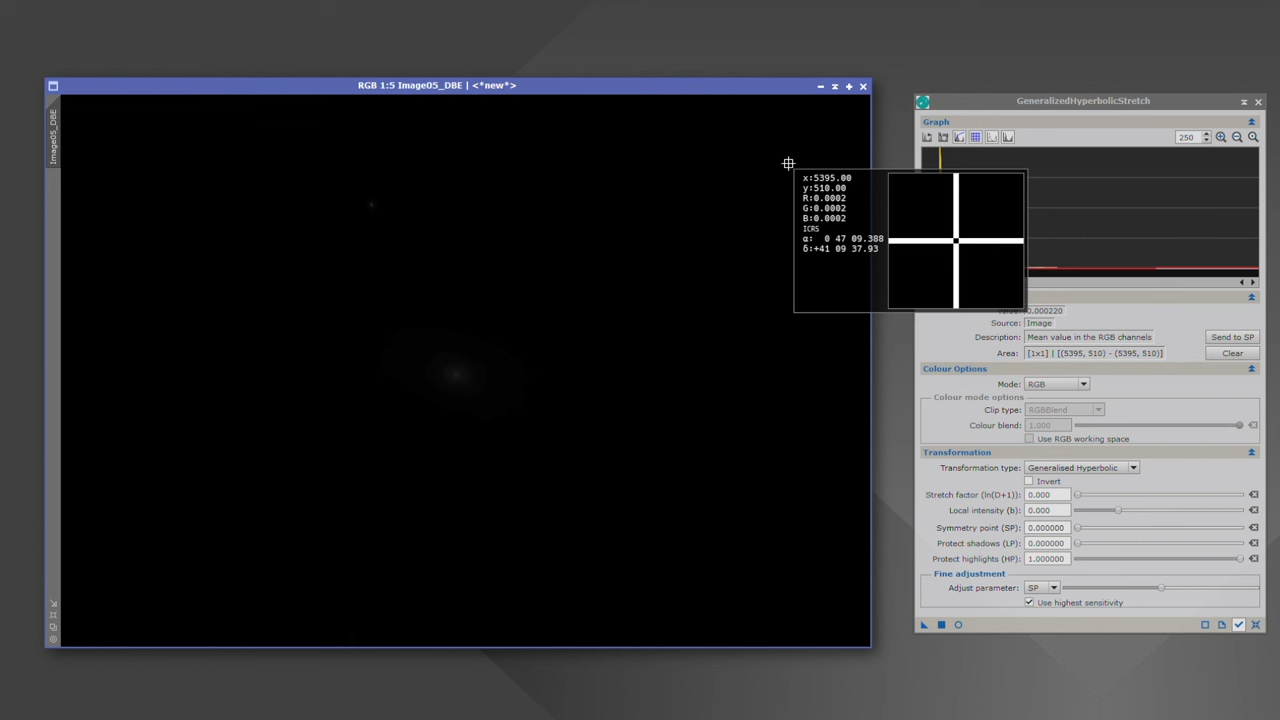 RGB 1:5 Image05_DBE | <*new*>
Image05_DBE
x:5395.00
y:510.00
R:0.0002
G:0.0002
B:0.0002
ICRS
α: 0 47 09.388
δ:+41 09 37.93
GeneralizedHyperbolicStretch
Graph
250
0.000220
Source: Image
Description: Mean value in the RGB channels Send to SP
Area: [1x1] | [(5395, 510) - (5395, 510)] Clear
Colour Options
Mode: RGB
Colour mode options
Clip type: RGBBlend
Colour blend: 1.000
Use RGB working space
Transformation
Transformation type: Generalised Hyperbolic
Invert
Stretch factor (ln(D+1)): 0.000
Local intensity (b): 0.000
Symmetry point (SP): 0.000000
Protect shadows (LP): 0.000000
Protect highlights (HP): 1.000000
Fine adjustment
Adjust parameter: SP
Use highest sensitivity